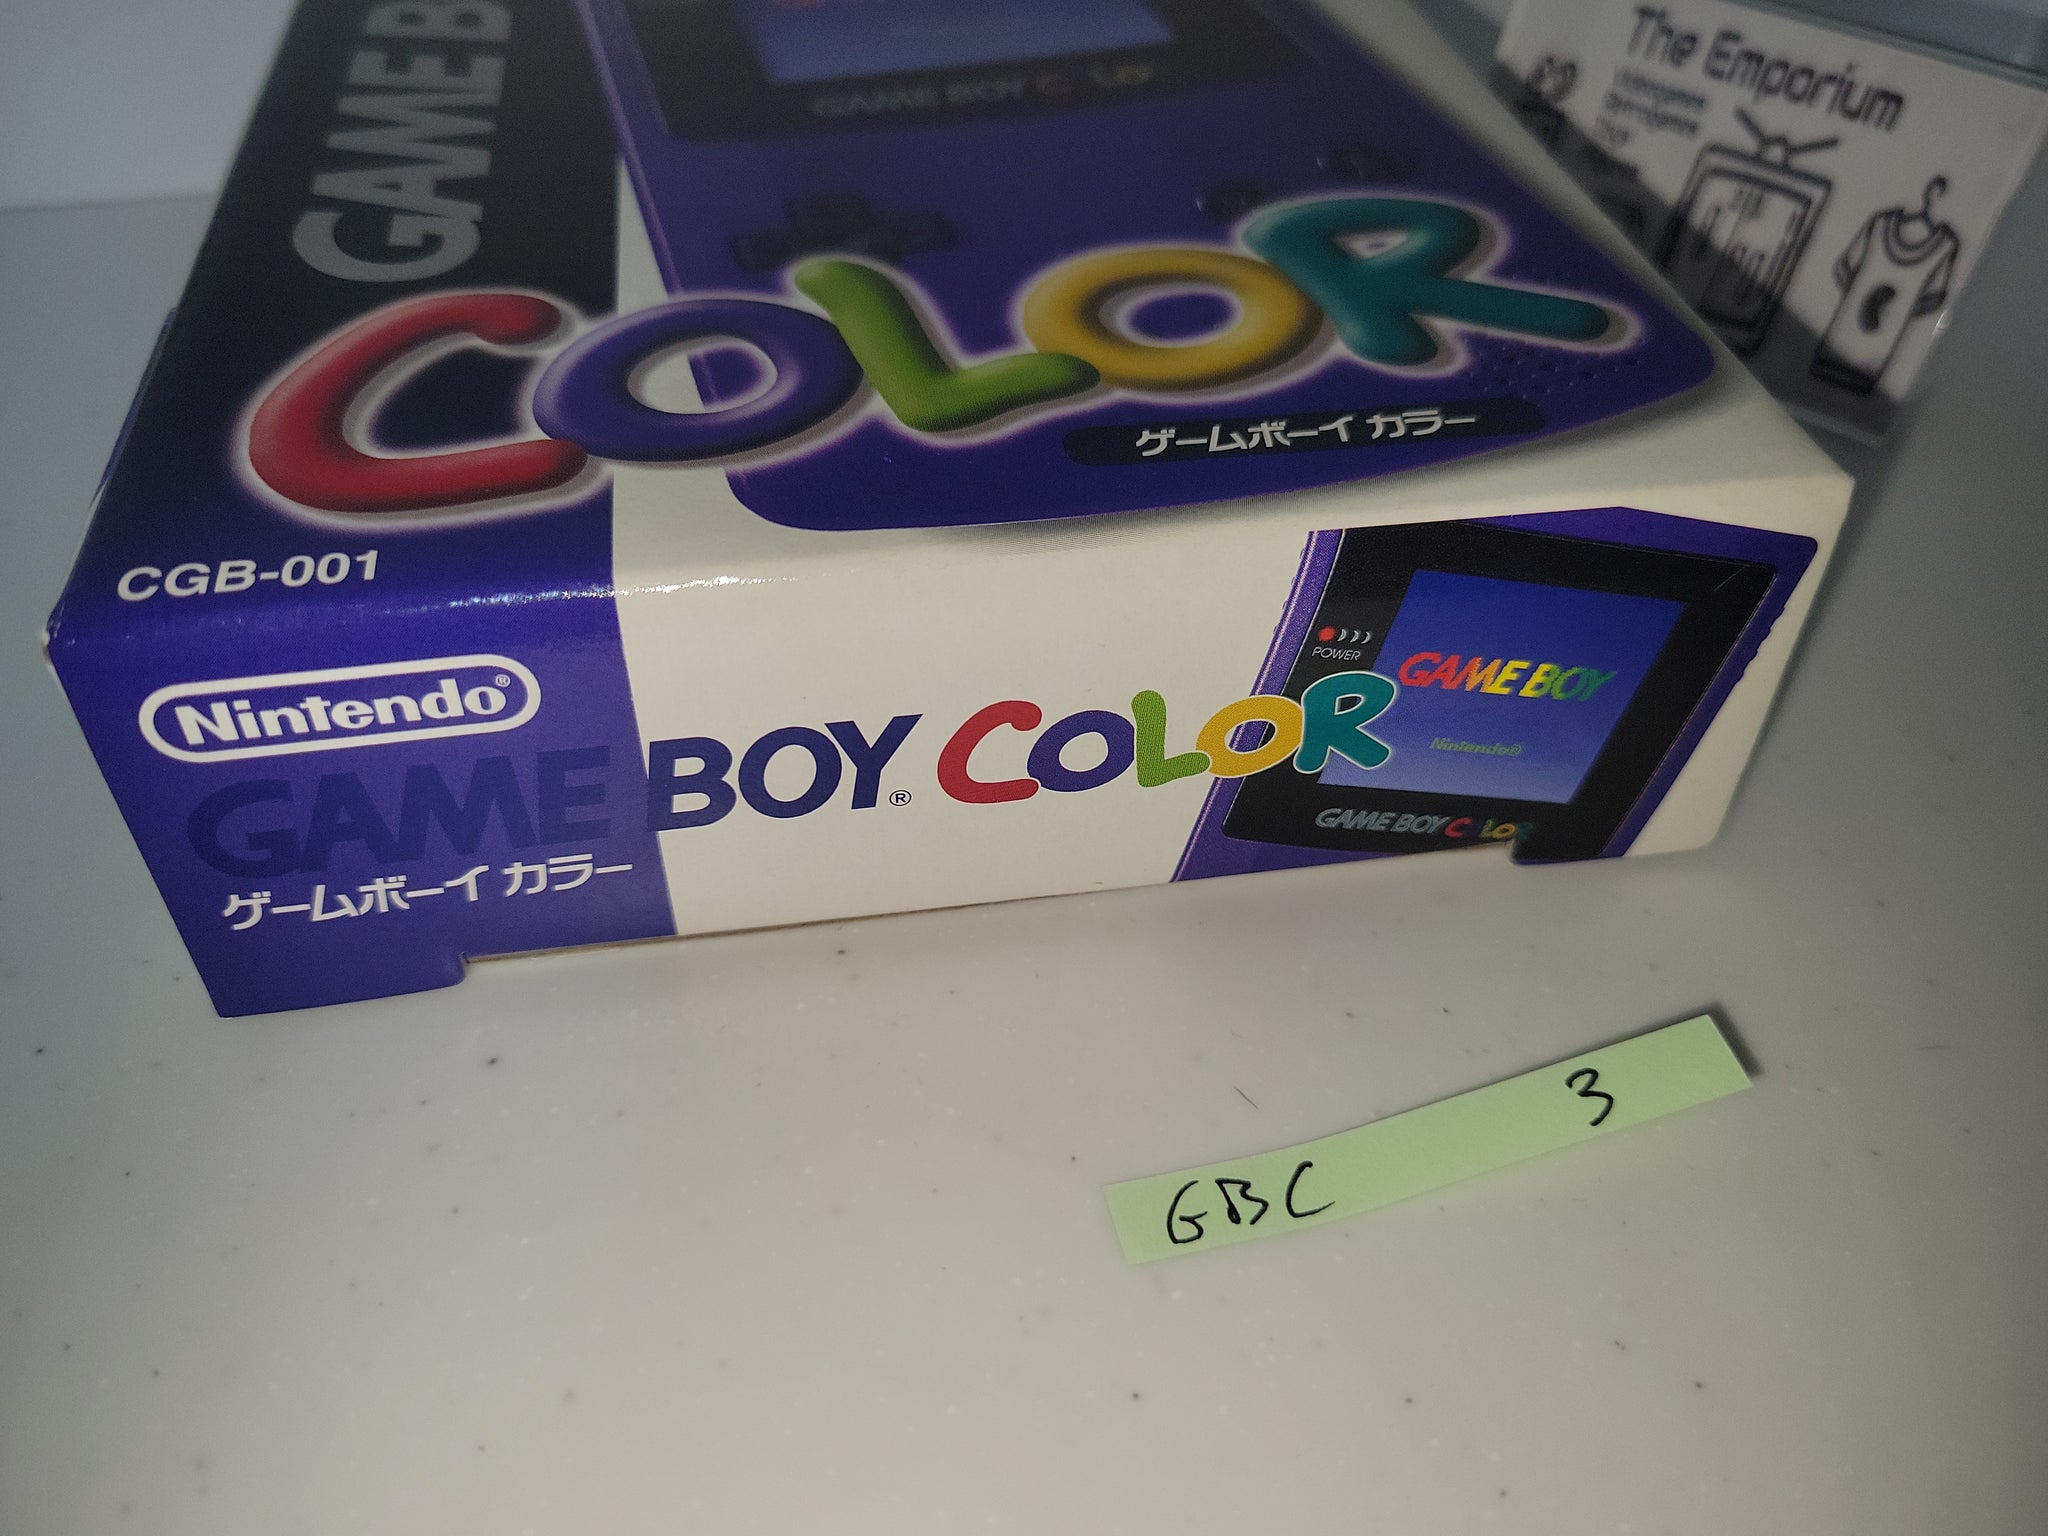 GAME B
COLOR
GAME BOY C LO
ゲームボーイ カラー
CGB-001
Nintendo®
GAME BOY® COLOR
ゲームボーイ カラー
POWER
GAME BOY
Nintendo®
GAME BOY C LOR
The Emporium
GBC 3